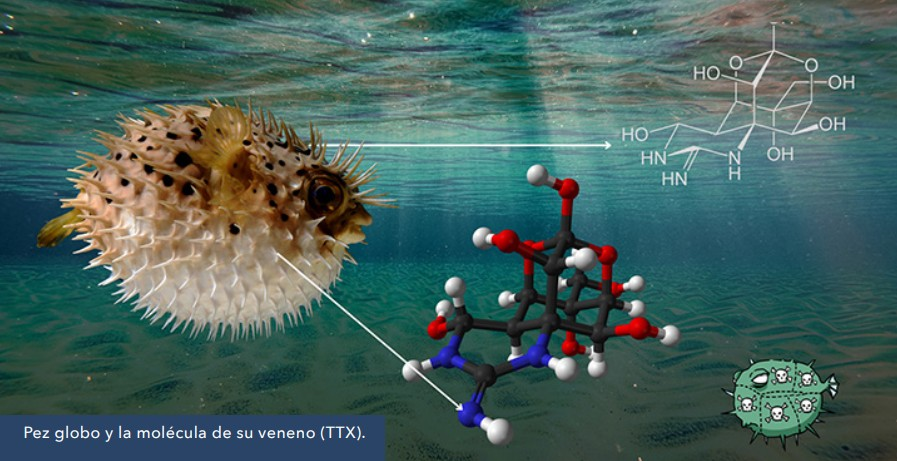 O
O
HO
OH
HO
OH
HN
N
H
OH
HN
Pez globo y la molécula de su veneno (TTX).